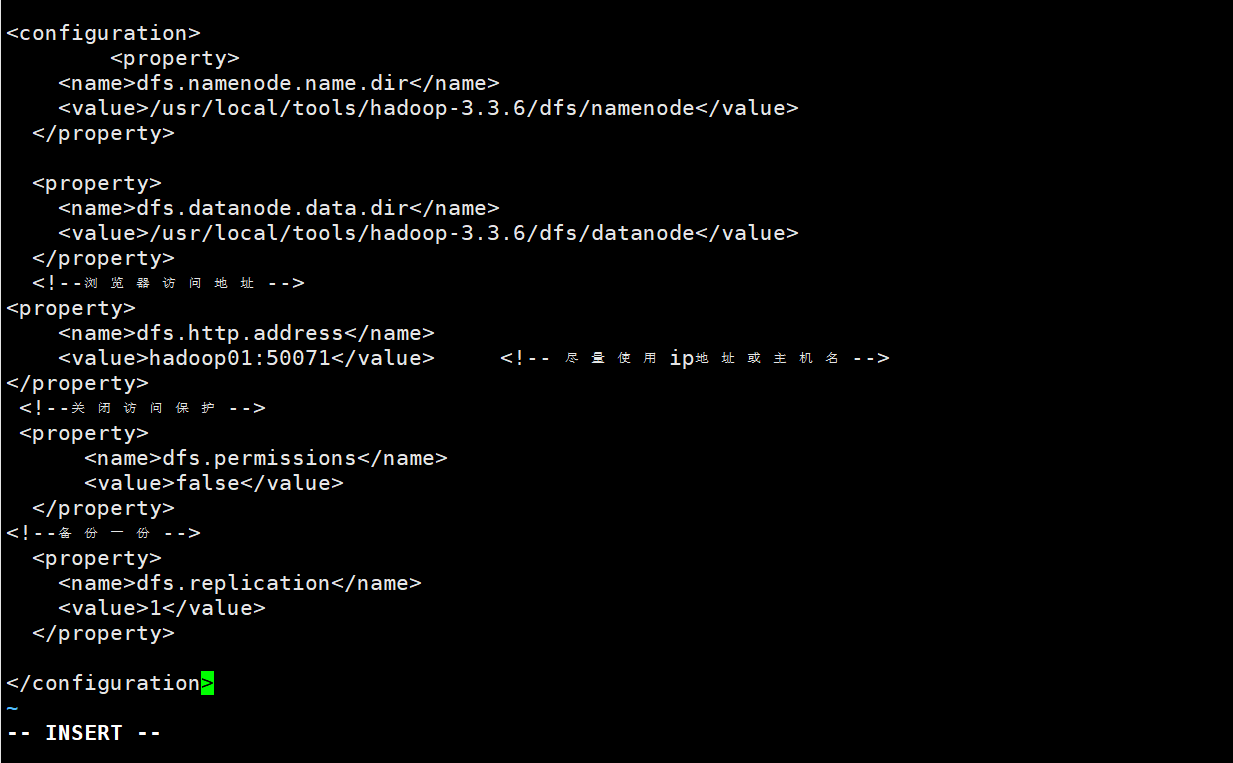 <configuration>
        <property>
    <name>dfs.namenode.name.dir</name>
    <value>/usr/local/tools/hadoop-3.3.6/dfs/namenode</value>
  </property>

  <property>
    <name>dfs.datanode.data.dir</name>
    <value>/usr/local/tools/hadoop-3.3.6/dfs/datanode</value>
  </property>
  <!--浏览器访问地址 -->
<property>
    <name>dfs.http.address</name>
    <value>hadoop01:50071</value>     <!-- 尽量使用 ip地址或主机名 -->
</property>
 <!--关闭访问保护 -->
 <property>
      <name>dfs.permissions</name>
      <value>false</value>
  </property>
<!--备份一份 -->
  <property>
    <name>dfs.replication</name>
    <value>1</value>
  </property>

</configuration>
~
-- INSERT --